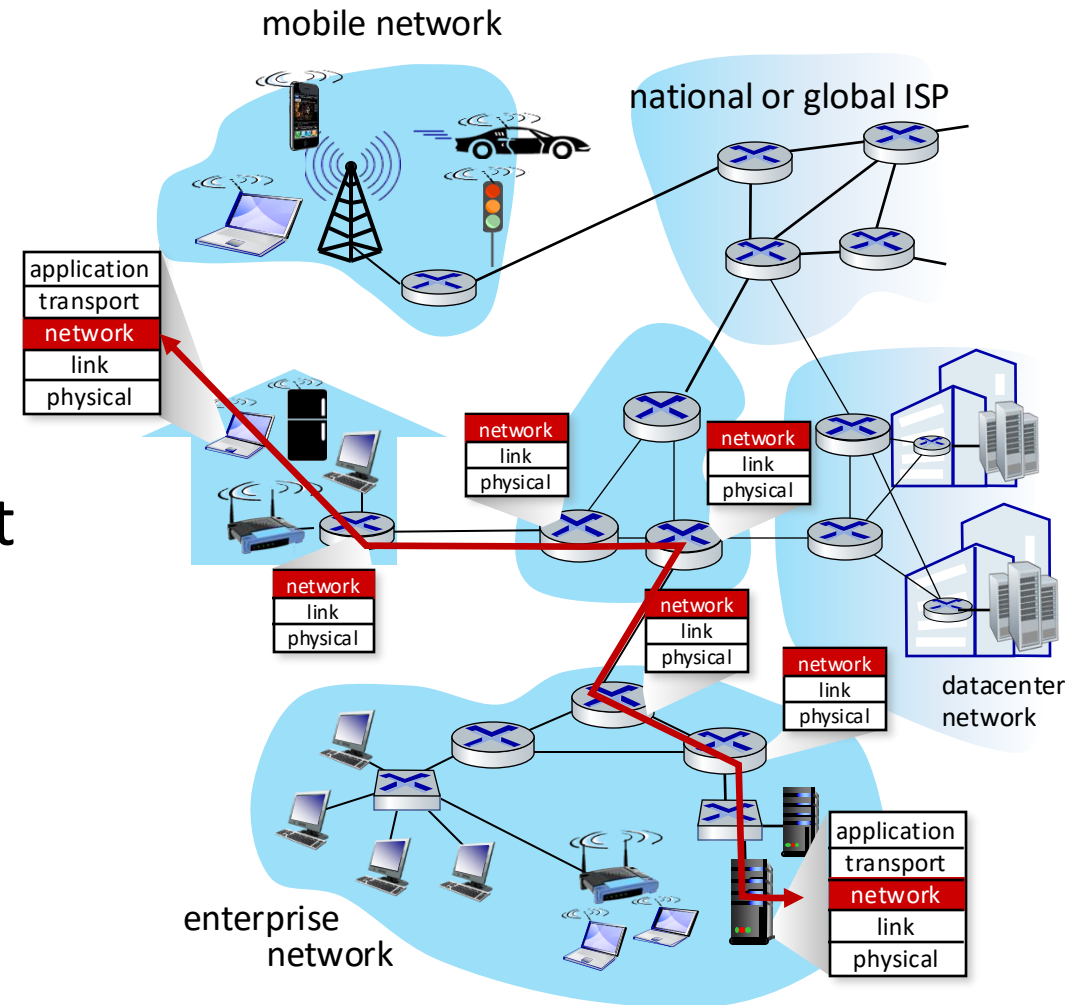 mobile network
national or global ISP
application
transport
network
link
physical
network
link
physical
network
link
physical
t
network
link
physical
network
link
physical
network
link
physical
datacenter
network
application
transport
network
link
physical
enterprise
network